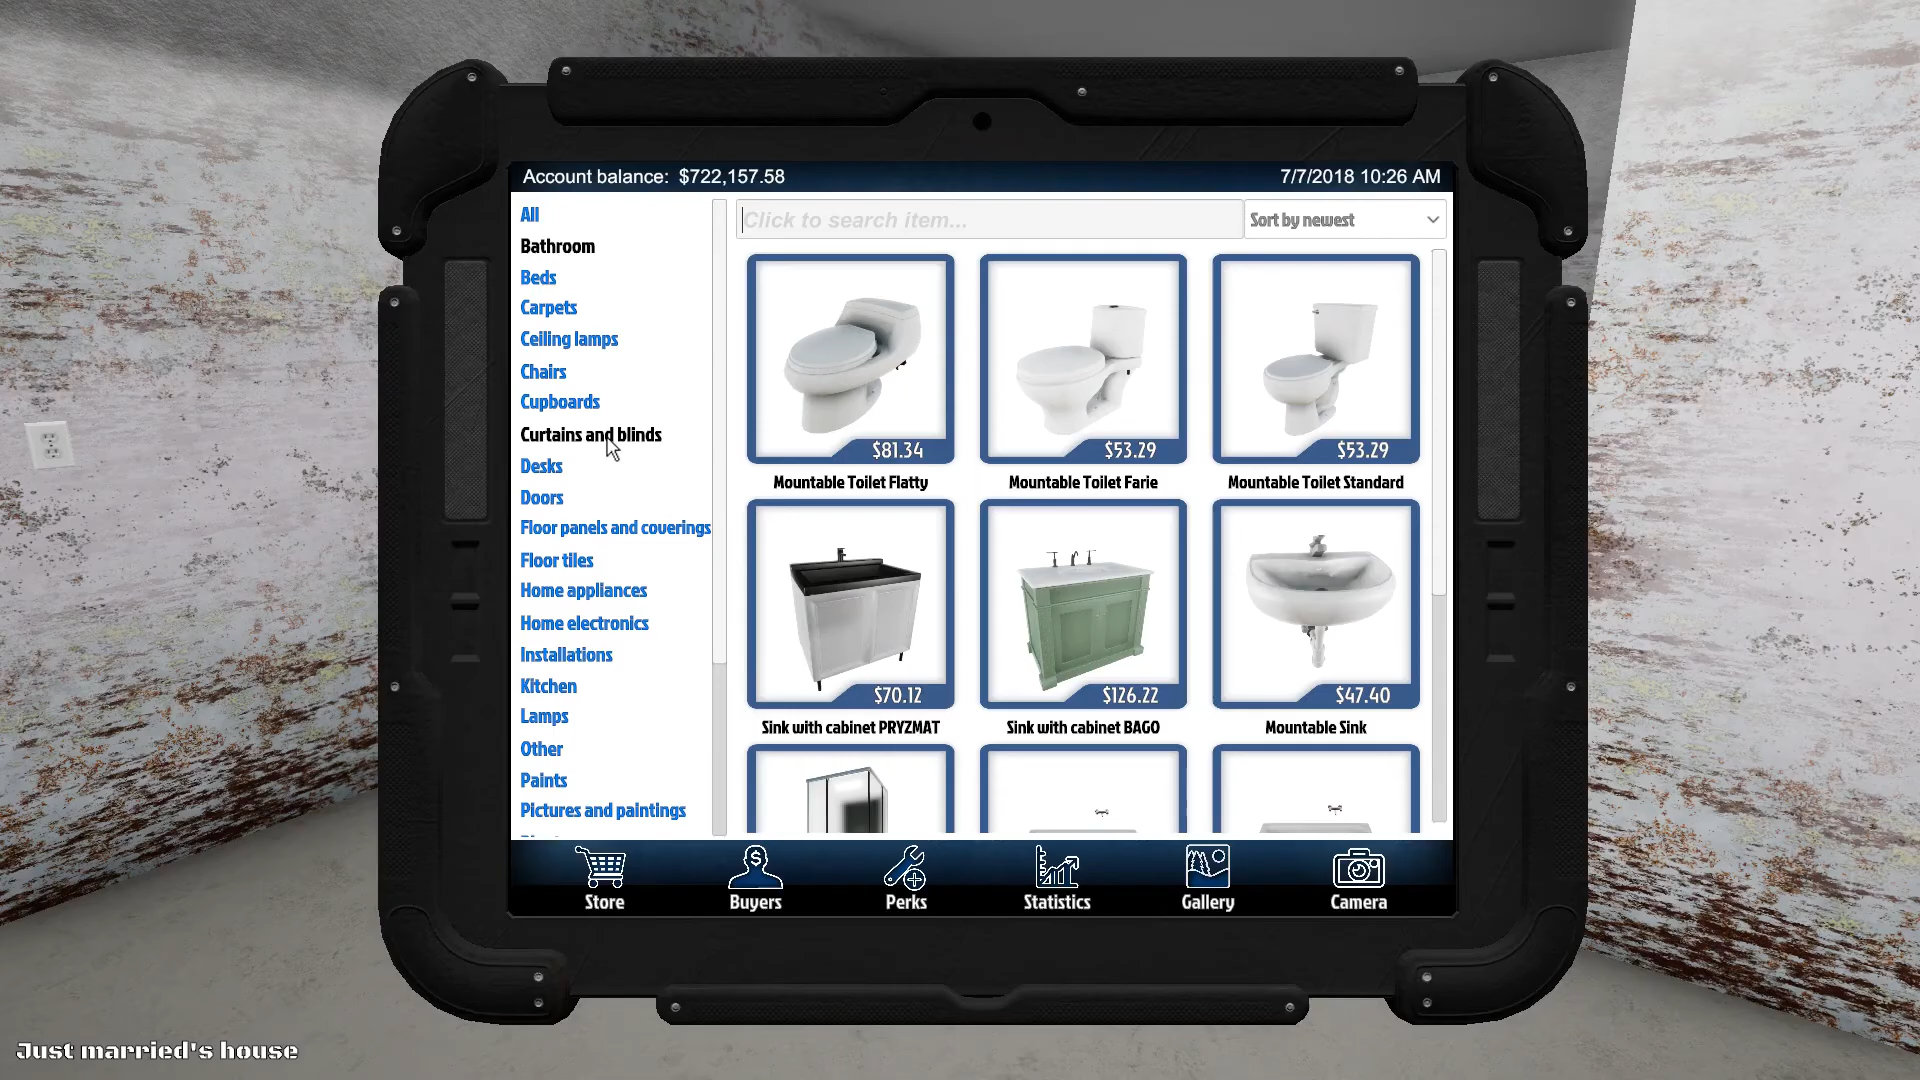 Account balance: $722,157.58
7/7/2018 10:26 AM
All
Bathroom
Beds
Carpets
Ceiling lamps
Chairs
Cupboards
Curtains and blinds
Desks
Doors
Floor panels and coverings
Floor tiles
Home appliances
Home electronics
Installations
Kitchen
Lamps
Other
Paints
Pictures and paintings
Click to search item...
Sort by newest
$81.34
$53.29
$53.29
Mountable Toilet Flatty
Mountable Toilet Farie
Mountable Toilet Standard
$70.12
$126.22
$47.40
Sink with cabinet PRYZMAT
Sink with cabinet BAGO
Mountable Sink
Store
Buyers
Perks
Statistics
Gallery
Camera
Just married's house